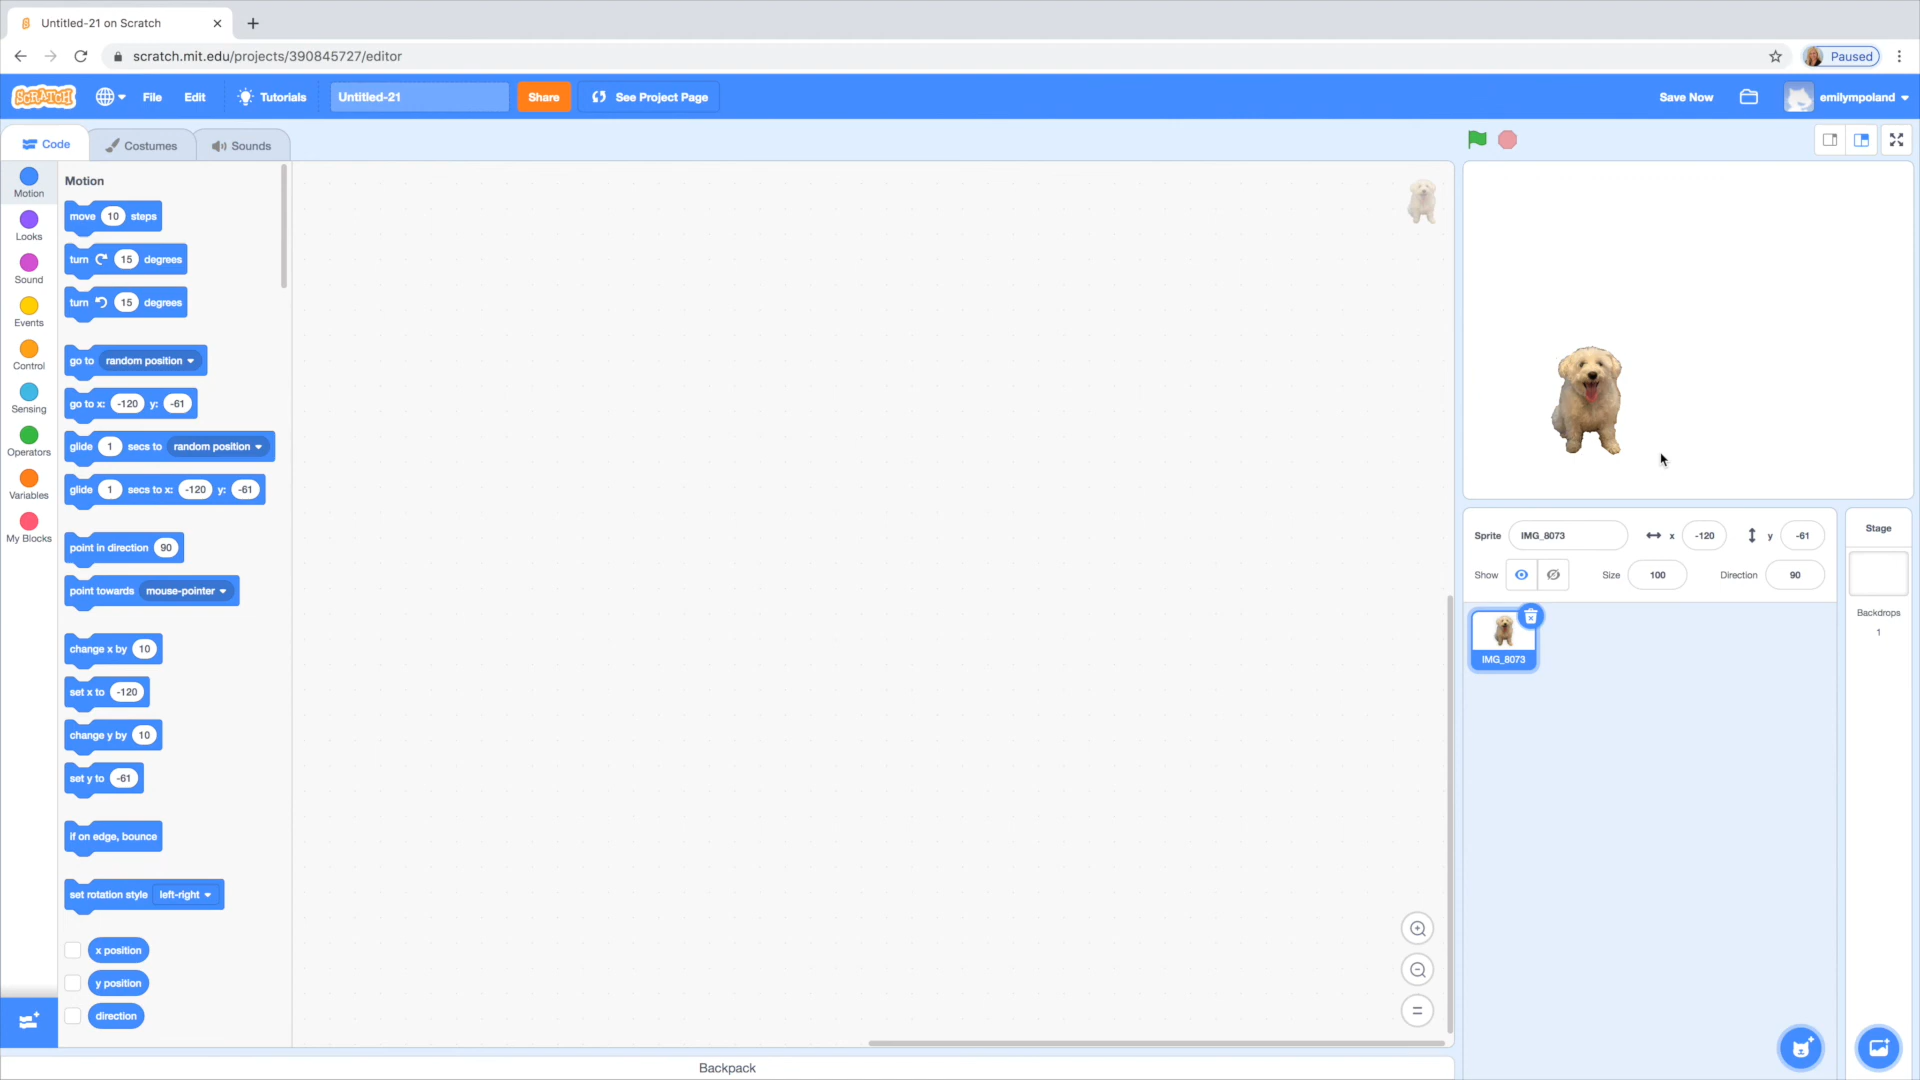 Untitled-21 on Scratch
scratch.mit.edu/projects/390845727/editor
Paused
SCRATCH
File
Edit
Tutorials
Untitled-21
Share
See Project Page
Save Now
emilympoland
Code
Costumes
Sounds
Motion
Looks
Sound
Events
Control
Sensing
Operators
Variables
My Blocks
Motion
move 10 steps
turn 15 degrees
turn 15 degrees
go to random position
go to x: -120 y: -61
glide 1 secs to random position
glide 1 secs to x: -120 y: -61
point in direction 90
point towards mouse-pointer
change x by 10
set x to -120
change y by 10
set y to -61
if on edge, bounce
set rotation style left-right
x position
y position
direction
Backpack
Sprite IMG_8073 x -120 y -61
Show Size 100 Direction 90
IMG_8073
Stage
Backdrops
1